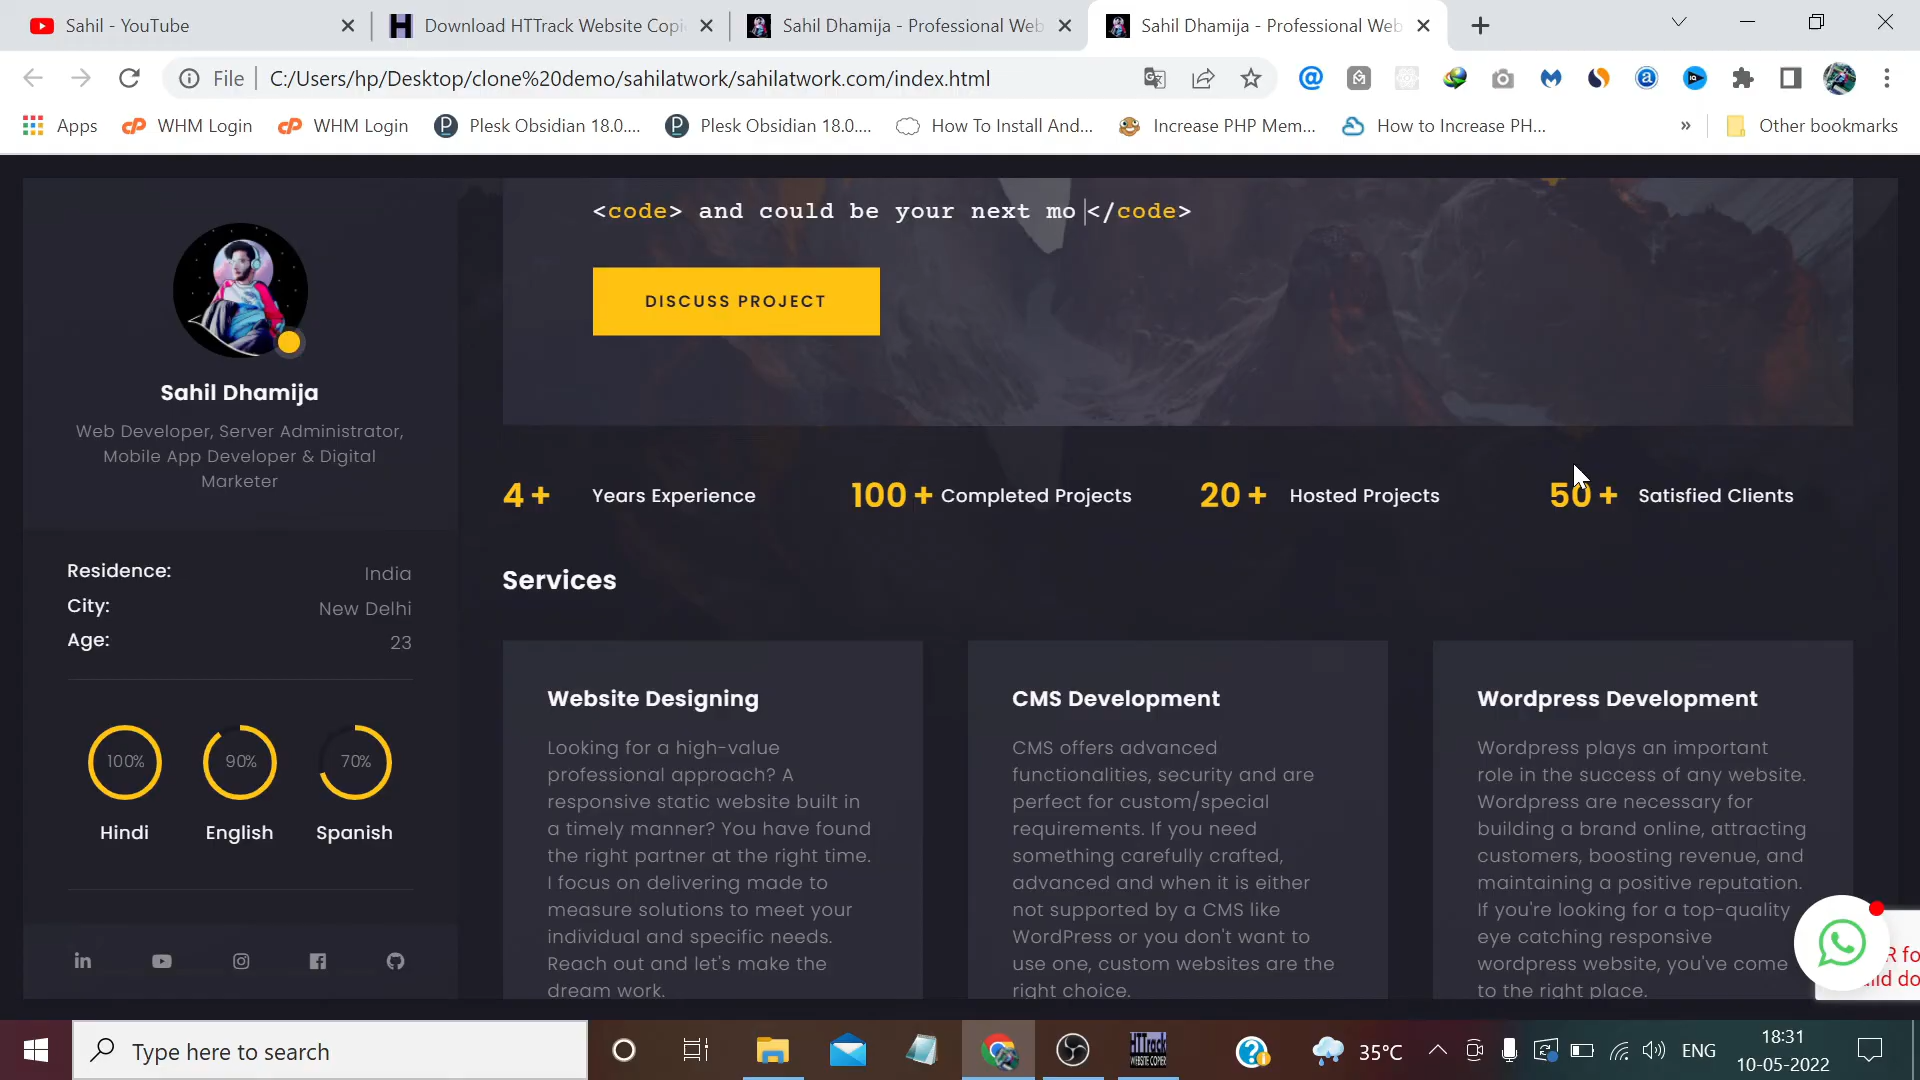 Sahil - YouTube
Download HTTrack Website Copi
Sahil Dhamija - Professional Web
Sahil Dhamija - Professional Web
File
C:/Users/hp/Desktop/clone%20demo/sahilatwork/sahilatwork.com/index.html
Apps
WHM Login
WHM Login
Plesk Obsidian 18.0....
Plesk Obsidian 18.0....
How To Install And...
Increase PHP Mem...
How to Increase PH...
»
Other bookmarks
Sahil Dhamija
Web Developer, Server Administrator,
Mobile App Developer & Digital
Marketer
Residence:
India
City:
New Delhi
Age:
23
100%
90%
70%
Hindi
English
Spanish
<code> and could be your next mo</code>
DISCUSS PROJECT
4 + Years Experience
100 + Completed Projects
20 + Hosted Projects
50 + Satisfied Clients
Services
Website Designing
Looking for a high-value
professional approach? A
responsive static website built in
a timely manner? You have found
the right partner at the right time.
I focus on delivering made to
measure solutions to meet your
individual and specific needs.
Reach out and let's make the
dream work.
CMS Development
CMS offers advanced
functionalities, security and are
perfect for custom/special
requirements. If you need
something carefully crafted,
advanced and when it is either
not supported by a CMS like
WordPress or you don't want to
use one, custom websites are the
right choice.
Wordpress Development
Wordpress plays an important
role in the success of any website.
Wordpress are necessary for
building a brand online, attracting
customers, boosting revenue, and
maintaining a positive reputation.
If you're looking for a top-quality
eye catching responsive
wordpress website, you've come
to the right place.
Type here to search
HTTrack
WEBSITE COPIER
35°C
ENG
18:31
10-05-2022